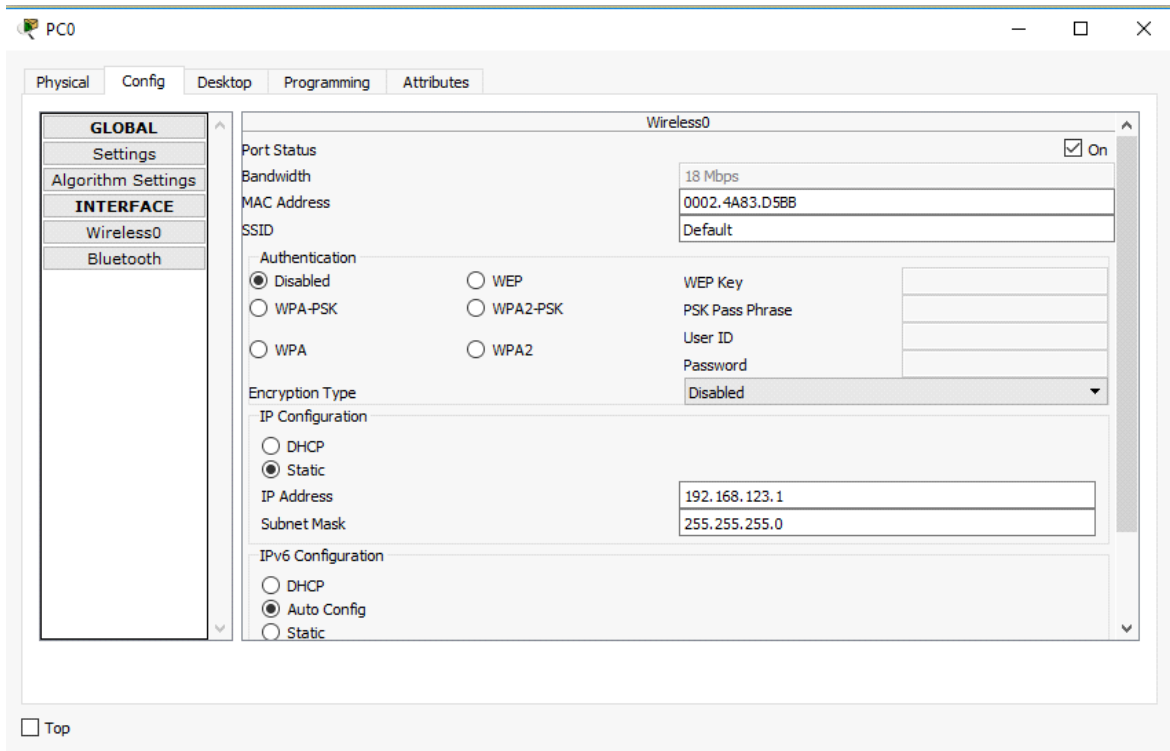 PC0
Physical Config Desktop Programming Attributes
GLOBAL
Settings
Algorithm Settings
INTERFACE
Wireless0
Bluetooth
Wireless0
Port Status On
Bandwidth 18 Mbps
MAC Address 0002.4A83.D5BB
SSID Default
Authentication
Disabled WEP WEP Key
WPA-PSK WPA2-PSK PSK Pass Phrase
User ID
WPA WPA2
Password
Encryption Type Disabled
IP Configuration
DHCP
Static
IP Address 192.168.123.1
Subnet Mask 255.255.255.0
IPv6 Configuration
DHCP
Auto Config
Static
Top